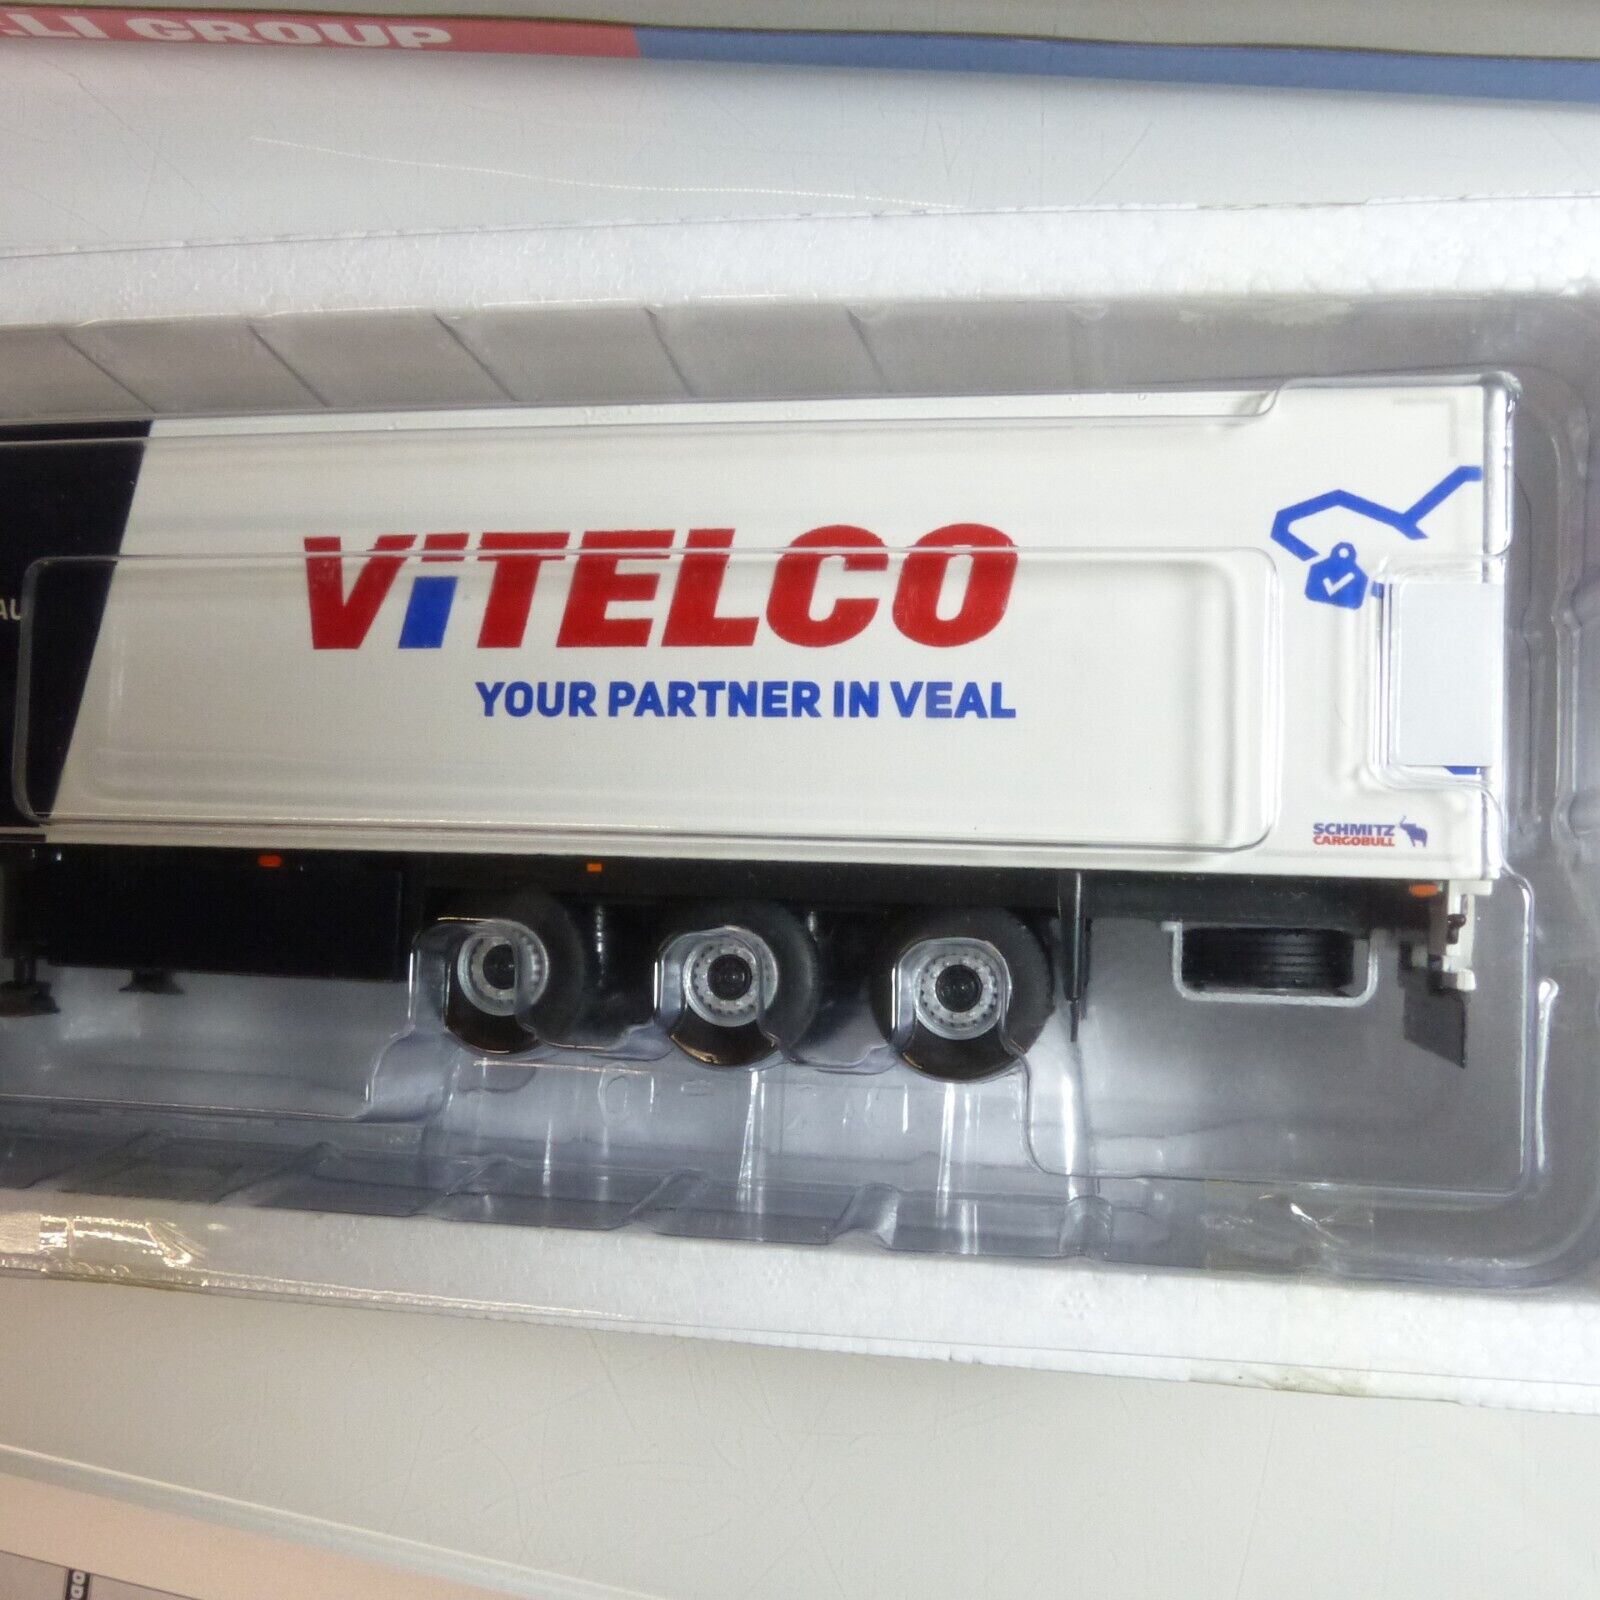 GROUP
ViTELCO
YOUR PARTNER IN VEAL
SCHMITZ
CARGOBULL